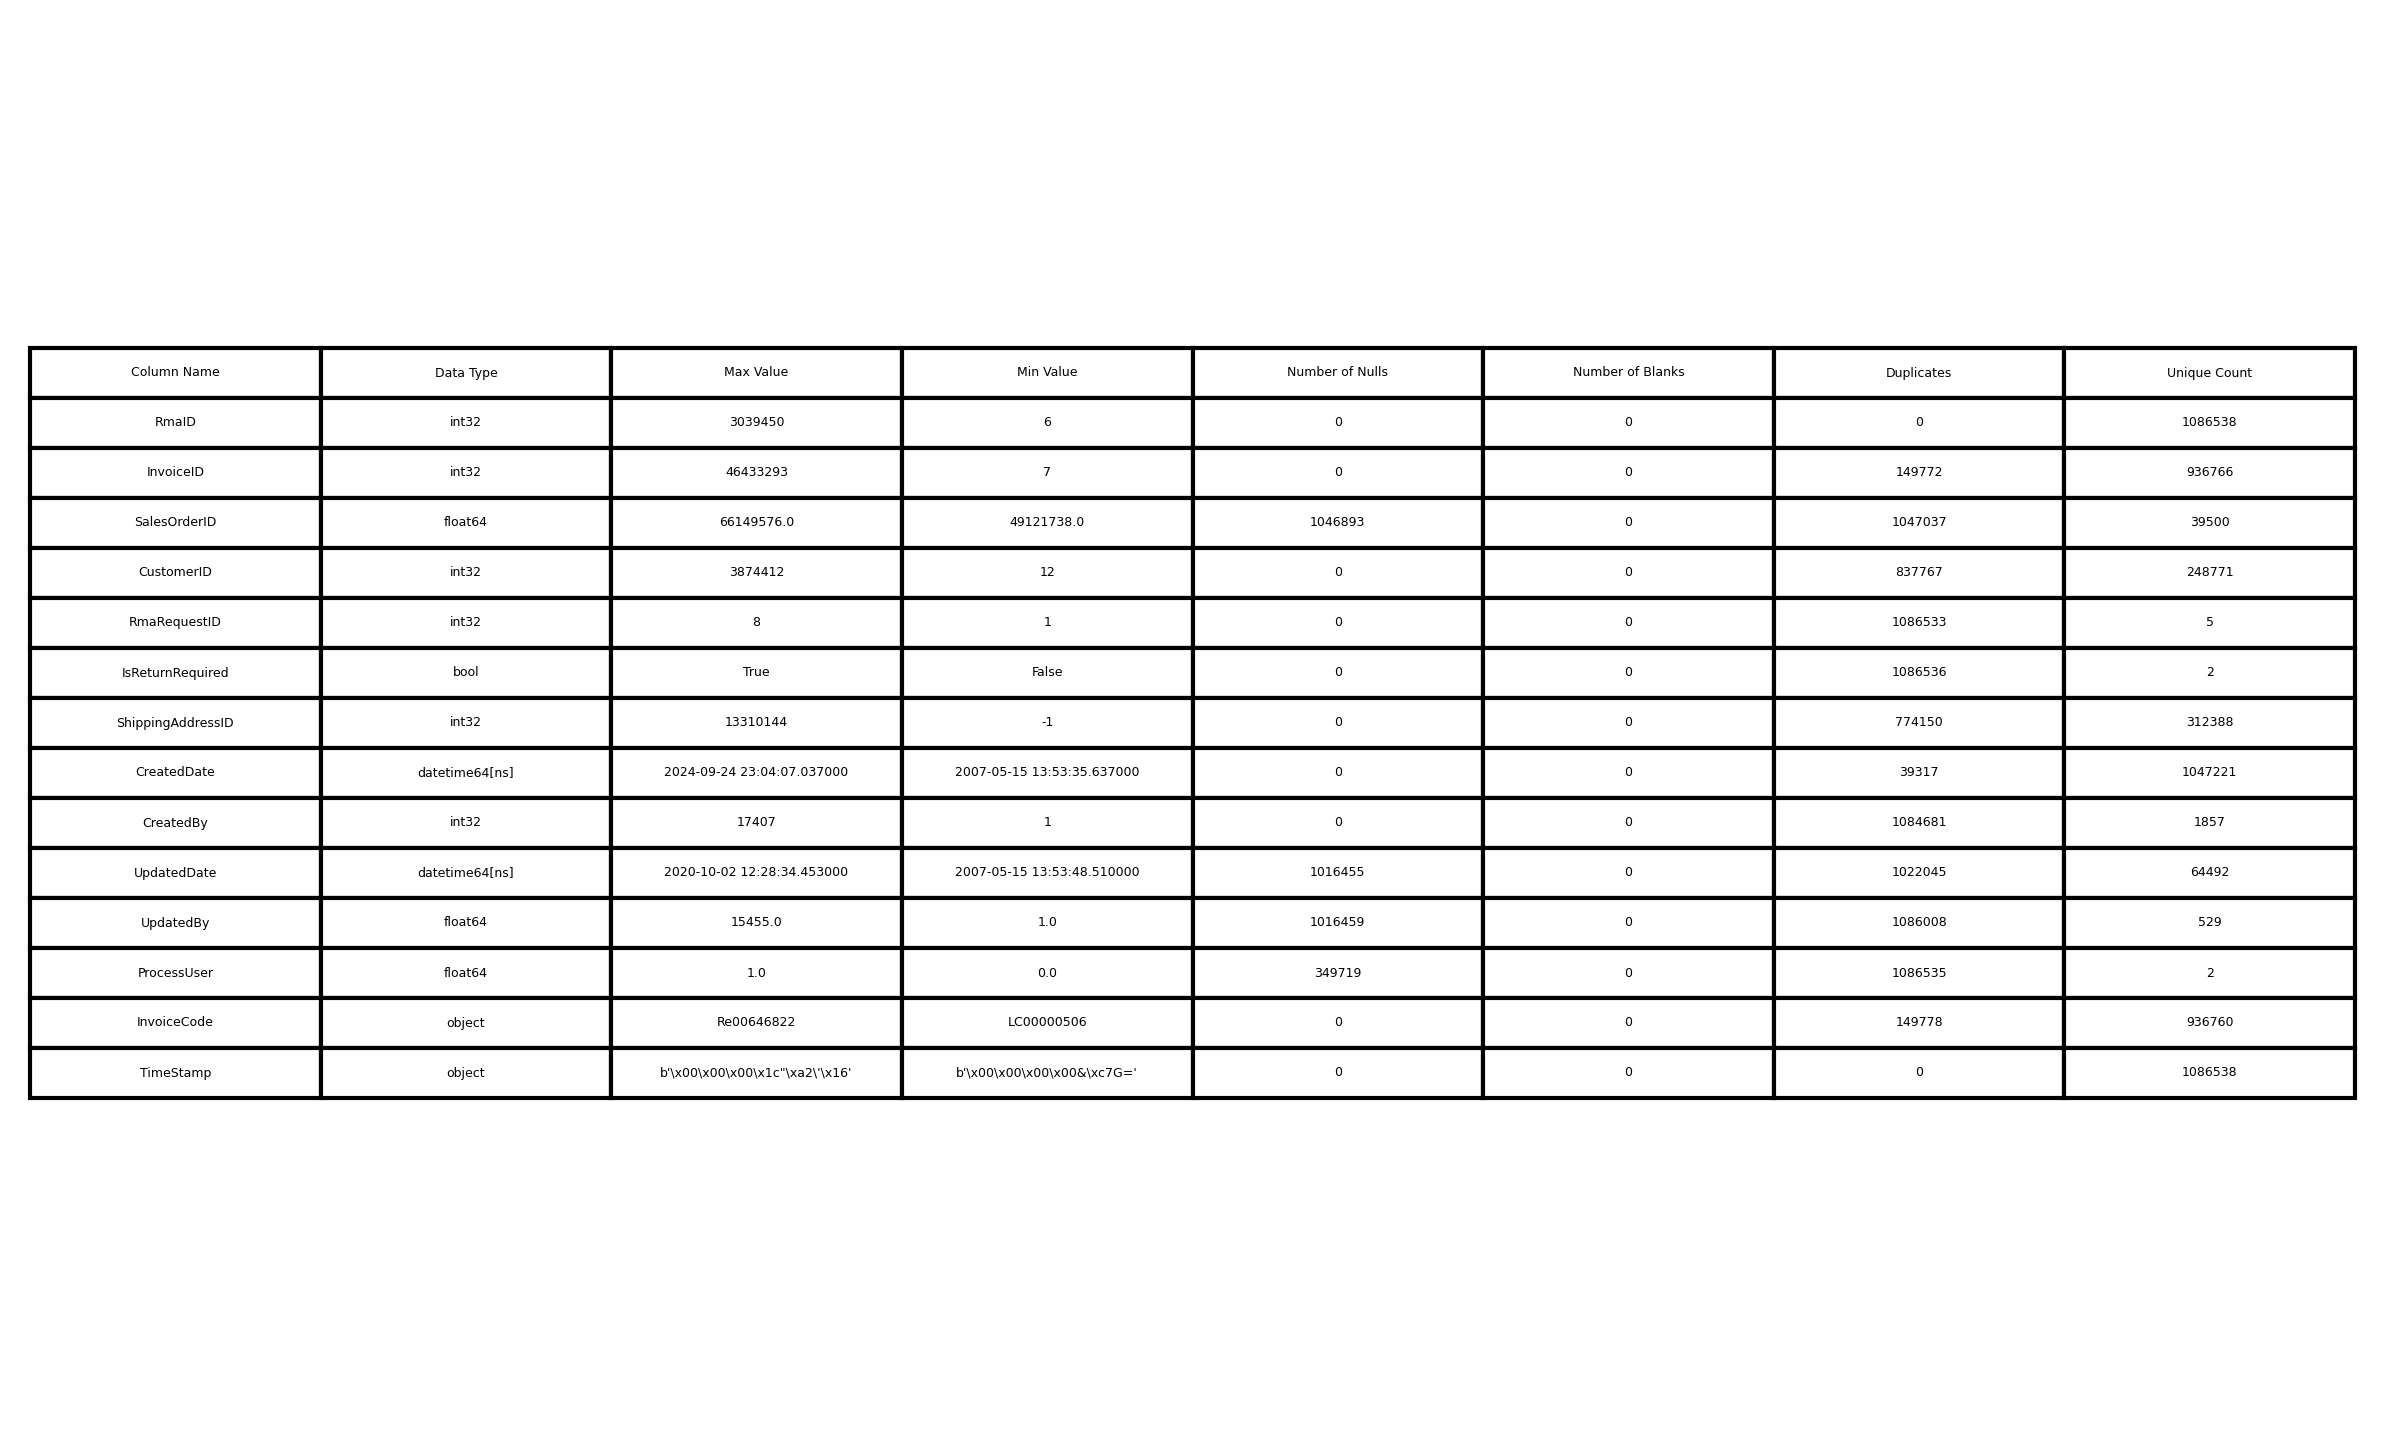 Column Name Data Type Max Value Min Value Number of Nulls Number of Blanks Duplicates Unique Count
RmaID int32 3039450 6 0 0 0 1086538
InvoiceID int32 46433293 7 0 0 149772 936766
SalesOrderID float64 66149576.0 49121738.0 1046893 0 1047037 39500
CustomerID int32 3874412 12 0 0 837767 248771
RmaRequestID int32 8 1 0 0 1086533 5
IsReturnRequired bool True False 0 0 1086536 2
ShippingAddressID int32 13310144 -1 0 0 774150 312388
CreatedDate datetime64[ns] 2024-09-24 23:04:07.037000 2007-05-15 13:53:35.637000 0 0 39317 1047221
CreatedBy int32 17407 1 0 0 1084681 1857
UpdatedDate datetime64[ns] 2020-10-02 12:28:34.453000 2007-05-15 13:53:48.510000 1016455 0 1022045 64492
UpdatedBy float64 15455.0 1.0 1016459 0 1086008 529
ProcessUser float64 1.0 0.0 349719 0 1086535 2
InvoiceCode object Re00646822 LC00000506 0 0 149778 936760
TimeStamp object b'\x00\x00\x00\x1c"\xa2\'\x16' b'\x00\x00\x00\x00&\xc7G=' 0 0 0 1086538